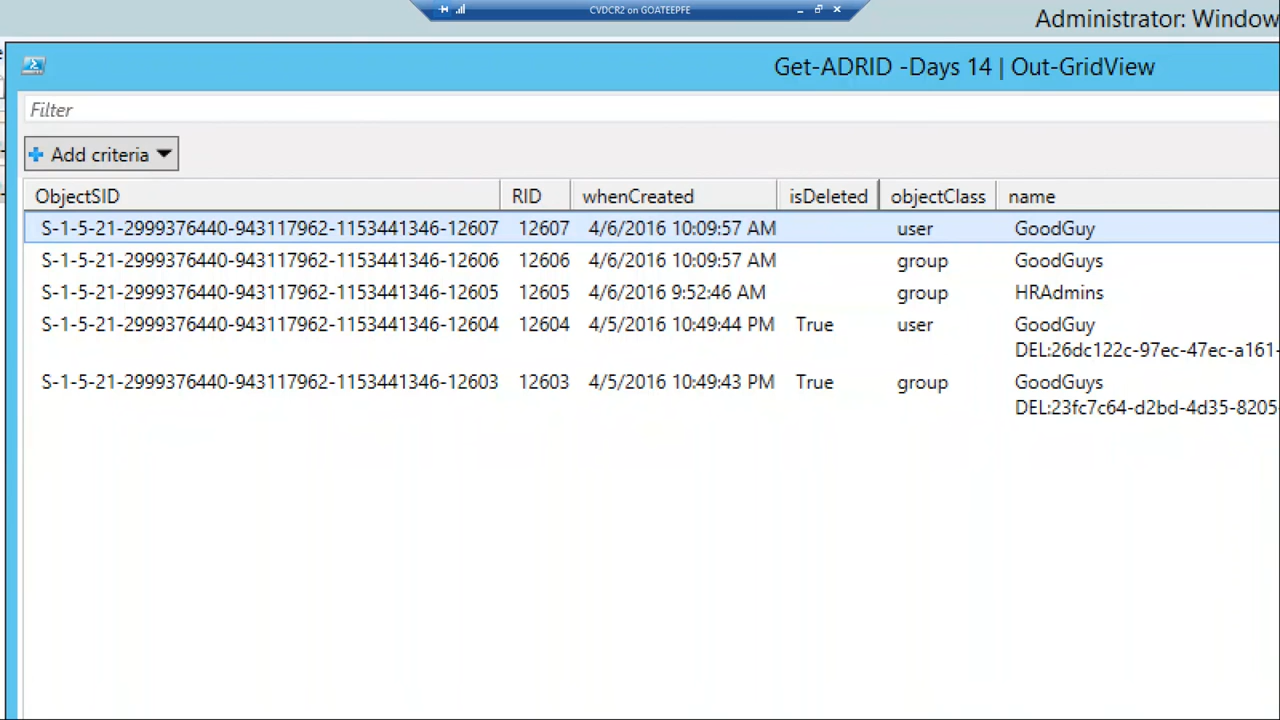 CVDCR2 on GOATEEPFE
Administrator: Window
Get-ADRID -Days 14 | Out-GridView
Filter
Add criteria
ObjectSID RID whenCreated isDeleted objectClass name
S-1-5-21-2999376440-943117962-1153441346-12607 12607 4/6/2016 10:09:57 AM user GoodGuy
S-1-5-21-2999376440-943117962-1153441346-12606 12606 4/6/2016 10:09:57 AM group GoodGuys
S-1-5-21-2999376440-943117962-1153441346-12605 12605 4/6/2016 9:52:46 AM group HRAdmins
S-1-5-21-2999376440-943117962-1153441346-12604 12604 4/5/2016 10:49:44 PM True user GoodGuy
DEL:26dc122c-97ec-47ec-a161-
S-1-5-21-2999376440-943117962-1153441346-12603 12603 4/5/2016 10:49:43 PM True group GoodGuys
DEL:23fc7c64-d2bd-4d35-8205-